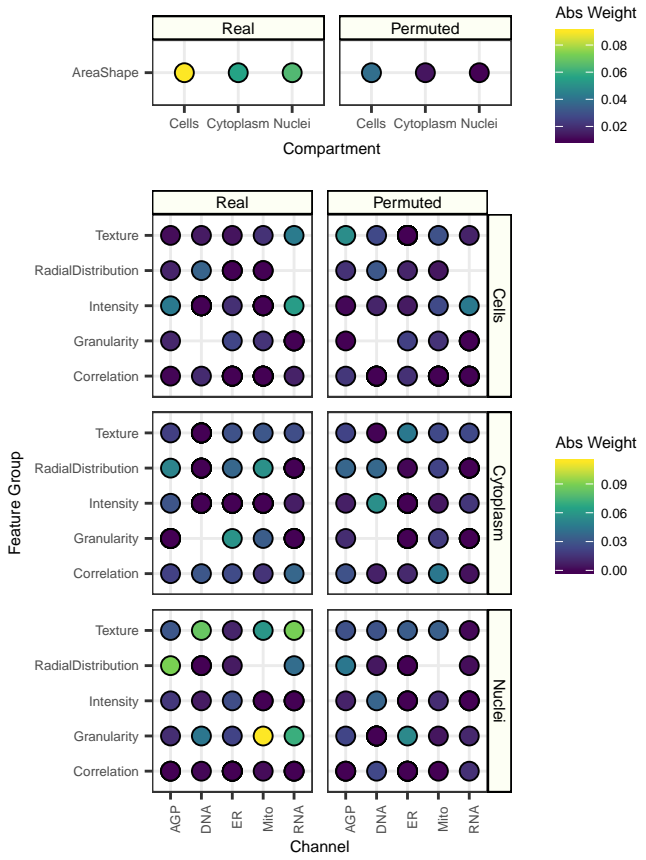 Real Permuted
AreaShape
Cells Cytoplasm Nuclei Cells Cytoplasm Nuclei
Compartment
Abs Weight
0.08
0.06
0.04
0.02
Real Permuted
Texture
RadialDistribution
Intensity
Granularity
Correlation
Cells
Texture
RadialDistribution
Intensity
Granularity
Correlation
Cytoplasm
Texture
RadialDistribution
Intensity
Granularity
Correlation
Nuclei
Feature Group
AGP DNA ER Mito RNA AGP DNA ER Mito RNA
Channel
Abs Weight
0.09
0.06
0.03
0.00